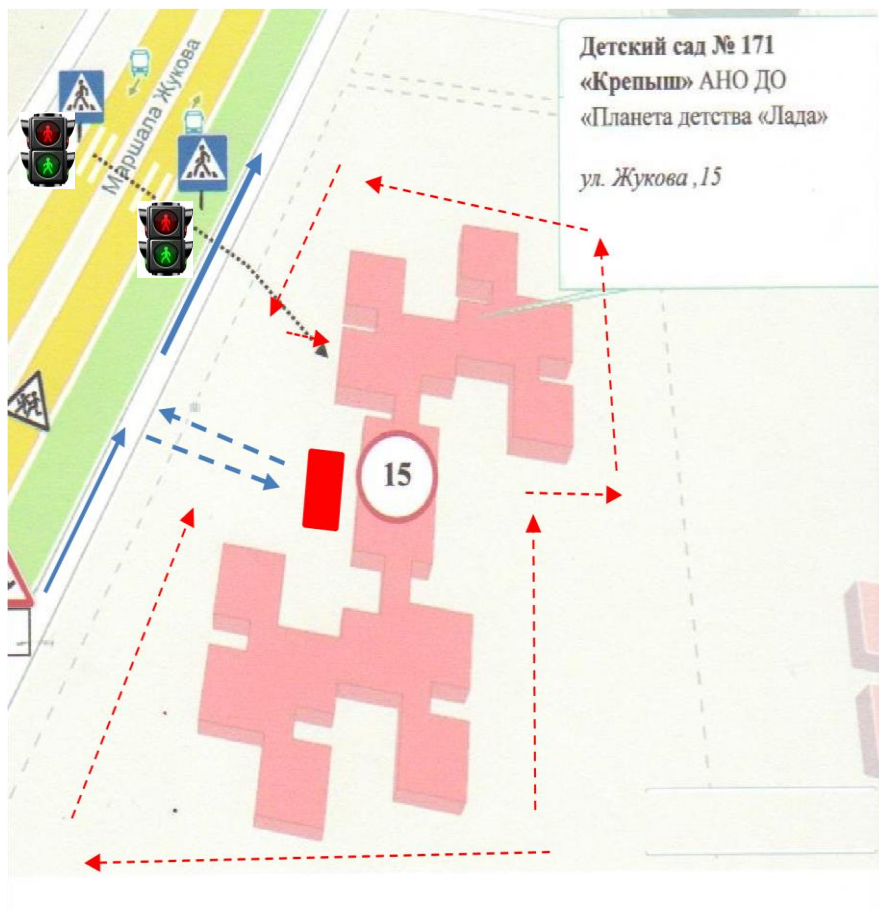 Детский сад № 171
«Крепыш» АНО ДО
«Планета детства «Лада»
ул. Жукова ,15
Маршала Жукова
15